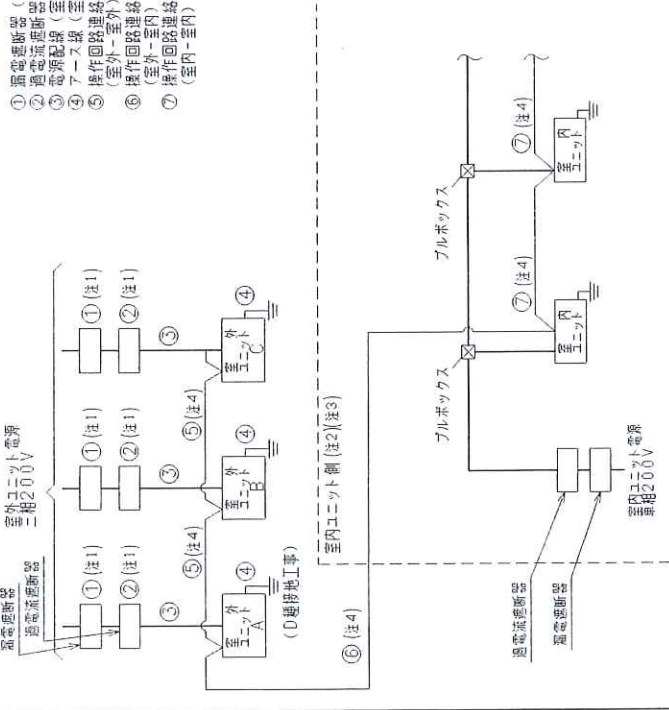 室外ユニット電源
三相200V
漏電遮断器
過電流遮断器
①(注1)
②(注1)
③
①(注1)
②(注1)
③
①(注1)
②(注1)
③
⑤(注4)
⑤(注4)
室外
ユニット
A
④
室外
ユニット
B
④
室外
ユニット
C
④
(D種接地工事)
⑥(注4)
① 漏電遮断器 (
② 過電流遮断器
③ 電源配線 (室
④ アース線 (室
⑤ 操作回路連絡
(室外-室外)
⑥ 操作回路連絡
(室外-室内)
⑦ 操作回路連絡
(室内-室内)
室内ユニット側 (注2)(注3)
プルボックス
プルボックス
⑦(注4)
⑦(注4)
室内
ユニット
室内
ユニット
過電流遮断器
漏電遮断器
室内ユニット電源
単相200V